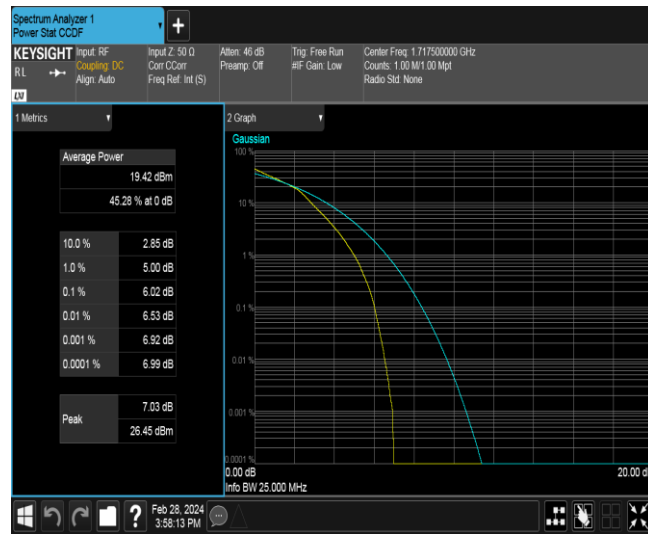 Spectrum Analyzer 1
Power Stat CCDF
+
KEYSIGHT
RL
LXI
Input: RF
Coupling: DC
Align: Auto
Input Z: 50 Ω
Corr CCorr
Freq Ref: Int (S)
Atten: 46 dB
Preamp: Off
Trig: Free Run
#IF Gain: Low
Center Freq: 1.717500000 GHz
Counts: 1.00 M/1.00 Mpt
Radio Std: None
1 Metrics
Average Power
19.42 dBm
45.28 % at 0 dB
10.0 % 2.85 dB
1.0 % 5.00 dB
0.1 % 6.02 dB
0.01 % 6.53 dB
0.001 % 6.92 dB
0.0001 % 6.99 dB
Peak
7.03 dB
26.45 dBm
2 Graph
Gaussian
100 %
10 %
1 %
0.1 %
0.01 %
0.001 %
0.0001 %
0.00 dB
20.00 d
Info BW 25.000 MHz
?
Feb 28, 2024
3:58:13 PM